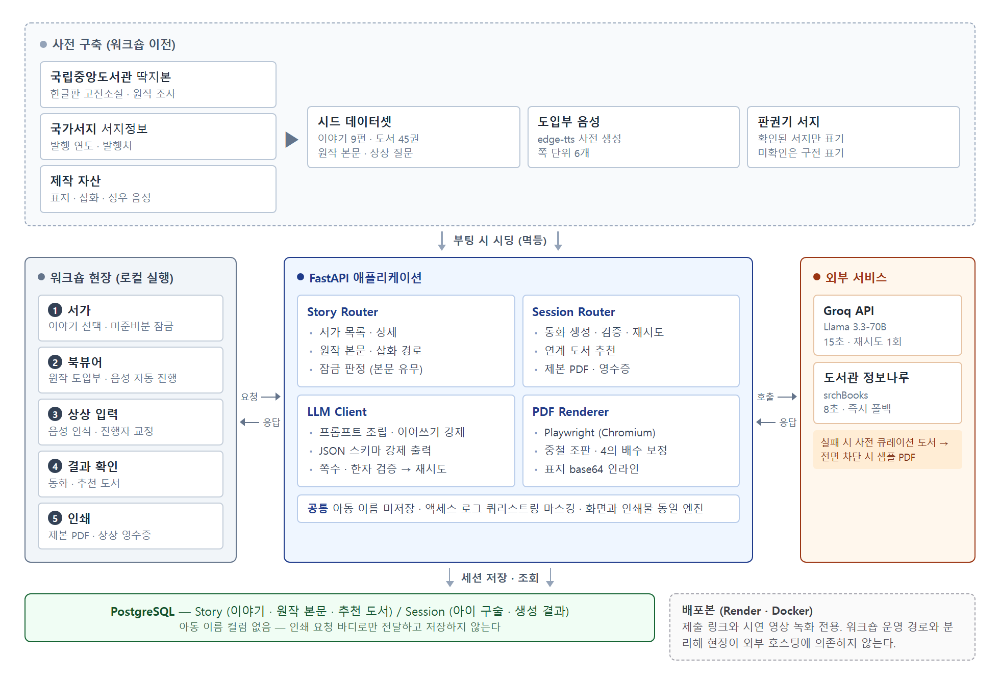 사전 구축 (워크숍 이전)
국립중앙도서관 딱지본
한글판 고전소설 · 원작 조사
국가서지 서지정보
발행 연도 · 발행처
제작 자산
표지 · 삽화 · 성우 음성
시드 데이터셋
이야기 9편 · 도서 45권
원작 본문 · 상상 질문
도입부 음성
edge-tts 사전 생성
쪽 단위 6개
판권기 서지
확인된 서지만 표기
미확인은 구전 표기
부팅 시 시딩 (멱등)
워크숍 현장 (로컬 실행)
1 서가
이야기 선택 · 미준비분 잠금
2 북뷰어
원작 도입부 · 음성 자동 진행
3 상상 입력
음성 인식 · 진행자 교정
4 결과 확인
동화 · 추천 도서
5 인쇄
제본 PDF · 상상 영수증
요청
응답
FastAPI 애플리케이션
Story Router
서가 목록 · 상세
원작 본문 · 삽화 경로
잠금 판정 (본문 유무)
Session Router
동화 생성 · 검증 · 재시도
연계 도서 추천
제본 PDF · 영수증
LLM Client
프롬프트 조립 · 이어쓰기 강제
JSON 스키마 강제 출력
쪽수 · 한자 검증 → 재시도
PDF Renderer
Playwright (Chromium)
중철 조판 · 4의 배수 보정
표지 base64 인라인
공통 아동 이름 미저장 · 액세스 로그 쿼리스트링 마스킹 · 화면과 인쇄물 동일 엔진
호출
응답
외부 서비스
Groq API
Llama 3.3-70B
15초 · 재시도 1회
도서관 정보나루
srchBooks
8초 · 즉시 폴백
실패 시 사전 큐레이션 도서 →
전면 차단 시 샘플 PDF
세션 저장 · 조회
PostgreSQL — Story (이야기 · 원작 본문 · 추천 도서) / Session (아이 구술 · 생성 결과)
아동 이름 컬럼 없음 — 인쇄 요청 바디로만 전달하고 저장하지 않는다
배포본 (Render · Docker)
제출 링크와 시연 영상 녹화 전용. 워크숍 운영 경로와 분
리해 현장이 외부 호스팅에 의존하지 않는다.